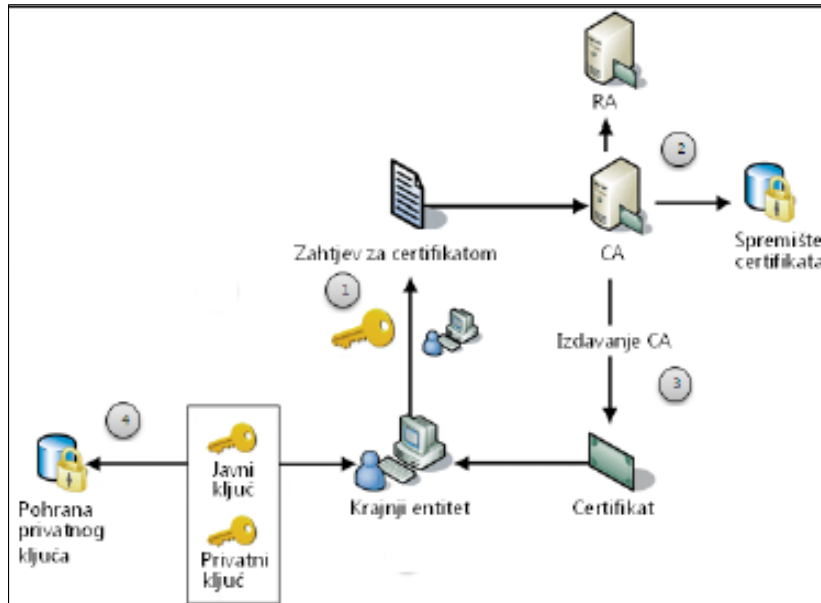 RA
2
Zahtjev za certifikatom
CA
Spremište
certifikata
1
Izdavanje CA
3
4
Javni
ključ
Pohrana
privatnog
ključa
Krajnji entitet
Certifikat
Privatni
ključ